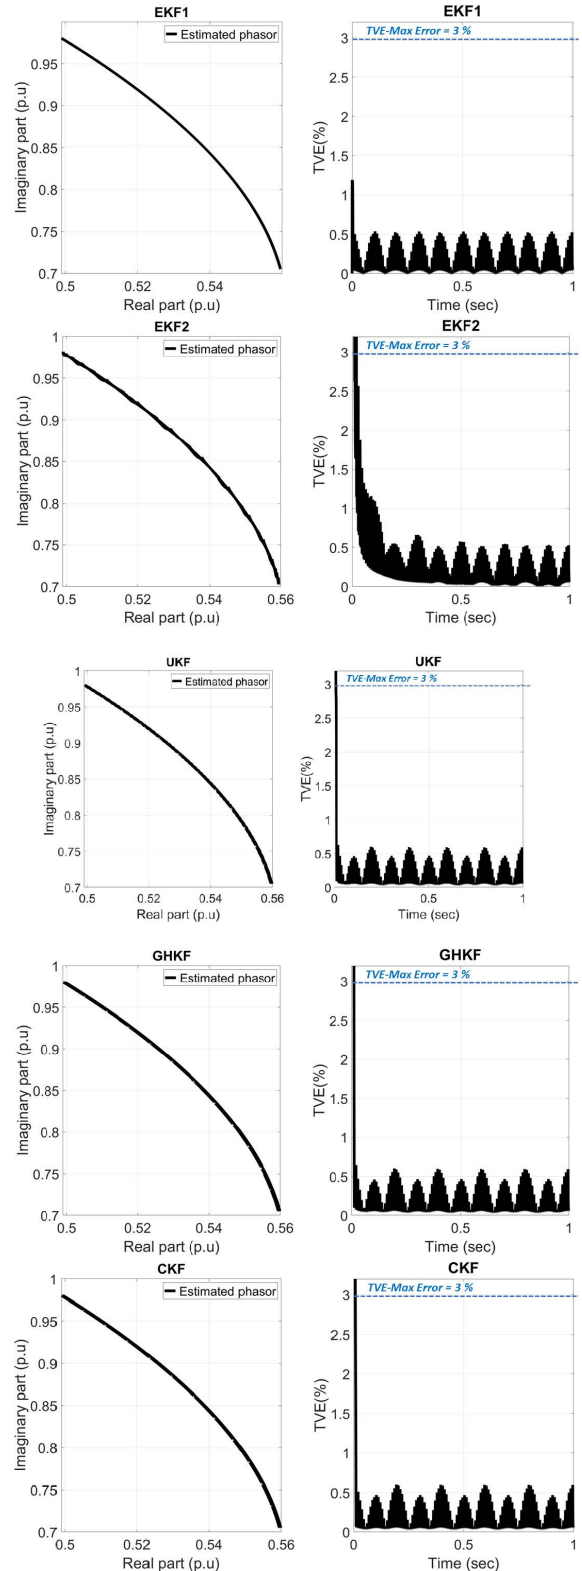 EKF1
Estimated phasor
Imaginary part (p.u)
0.95
0.9
0.85
0.8
0.75
0.7
0.5 0.52 0.54
Real part (p.u)
EKF1
TVE-Max Error = 3 %
TVE(%)
3
2.5
2
1.5
1
0.5
0
0 0.5 1
Time (sec)
EKF2
Estimated phasor
Imaginary part (p.u)
1
0.95
0.9
0.85
0.8
0.75
0.7
0.5 0.52 0.54 0.56
Real part (p.u)
EKF2
TVE-Max Error = 3 %
TVE(%)
3
2.5
2
1.5
1
0.5
0
0 0.5 1
Time (sec)
UKF
Estimated phasor
Imaginary part (p.u)
1
0.95
0.9
0.85
0.8
0.75
0.7
0.5 0.52 0.54 0.56
Real part (p.u)
UKF
TVE-Max Error = 3 %
TVE(%)
3
2.5
2
1.5
1
0.5
0
0 0.5 1
Time (sec)
GHKF
Estimated phasor
Imaginary part (p.u)
1
0.95
0.9
0.85
0.8
0.75
0.7
0.5 0.52 0.54 0.56
Real part (p.u)
GHKF
TVE-Max Error = 3 %
TVE(%)
3
2.5
2
1.5
1
0.5
0
0 0.5 1
Time (sec)
CKF
Estimated phasor
Imaginary part (p.u)
1
0.95
0.9
0.85
0.8
0.75
0.7
0.5 0.52 0.54 0.56
Real part (p.u)
CKF
TVE-Max Error = 3 %
TVE(%)
3
2.5
2
1.5
1
0.5
0
0 0.5 1
Time (sec)